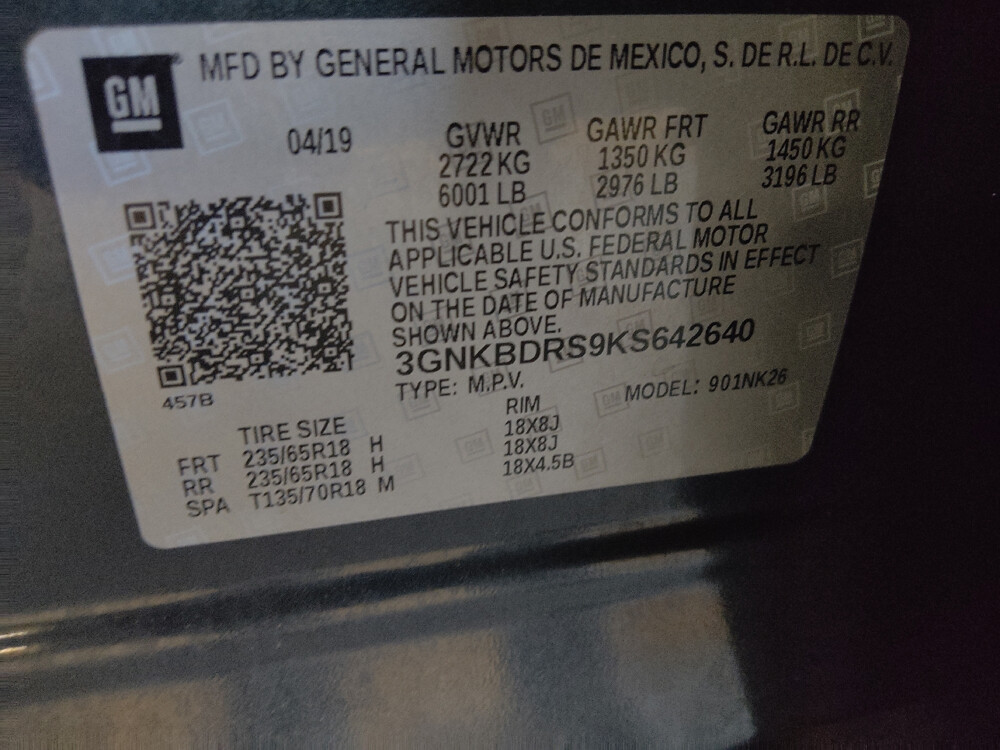 GM
MFD BY GENERAL MOTORS DE MEXICO, S. DE R.L. DE C.V.
04/19 GVWR GAWR FRT GAWR RR
2722 KG 1350 KG 1450 KG
6001 LB 2976 LB 3196 LB
THIS VEHICLE CONFORMS TO ALL
APPLICABLE U.S. FEDERAL MOTOR
VEHICLE SAFETY STANDARDS IN EFFECT
ON THE DATE OF MANUFACTURE
SHOWN ABOVE.
3GNKBDRS9KS642640
457B
TYPE: M.P.V. MODEL: 901NK26
TIRE SIZE RIM
FRT 235/65R18 H 18X8J
RR 235/65R18 H 18X8J
SPA T135/70R18 M 18X4.5B